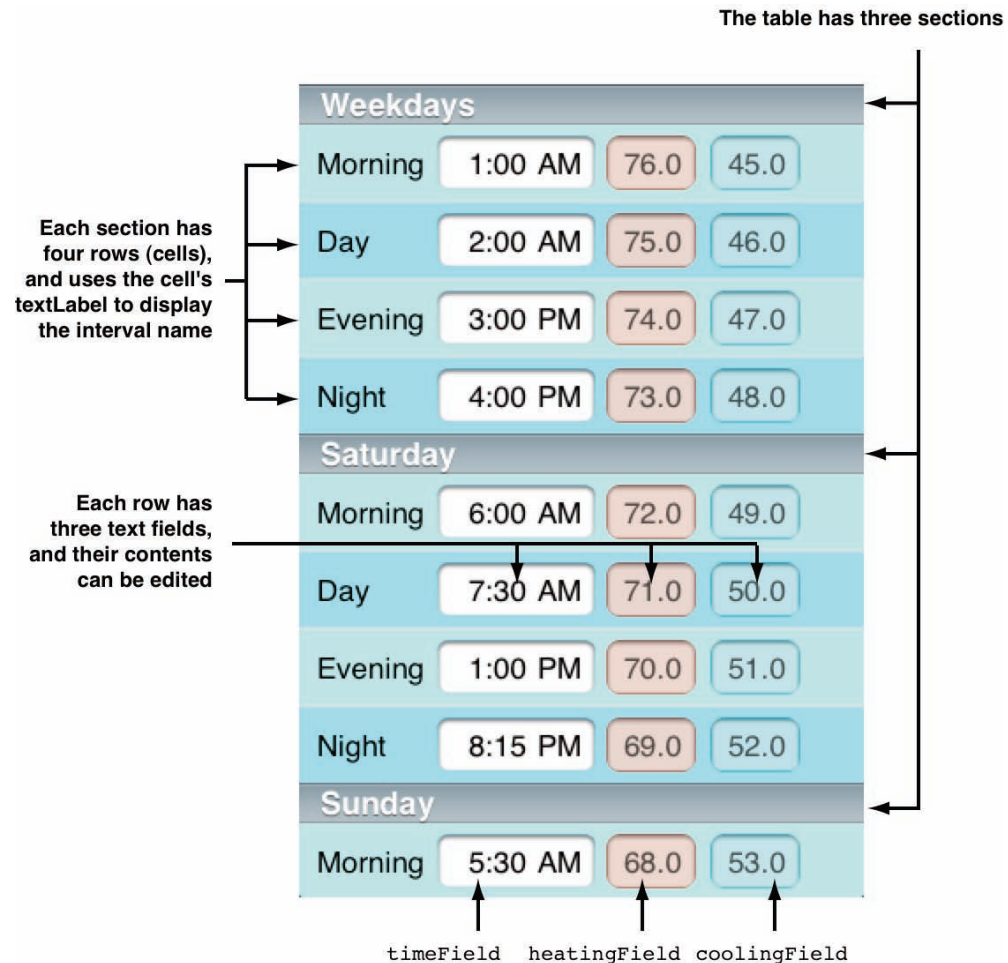 The table has three sections
Weekdays
Morning 1:00 AM 76.0 45.0
Day 2:00 AM 75.0 46.0
Evening 3:00 PM 74.0 47.0
Night 4:00 PM 73.0 48.0
Each section has
four rows (cells),
and uses the cell's
textLabel to display
the interval name
Saturday
Morning 6:00 AM 72.0 49.0
Day 7:30 AM 71.0 50.0
Evening 1:00 PM 70.0 51.0
Night 8:15 PM 69.0 52.0
Each row has
three text fields,
and their contents
can be edited
Sunday
Morning 5:30 AM 68.0 53.0
timeField heatingField coolingField